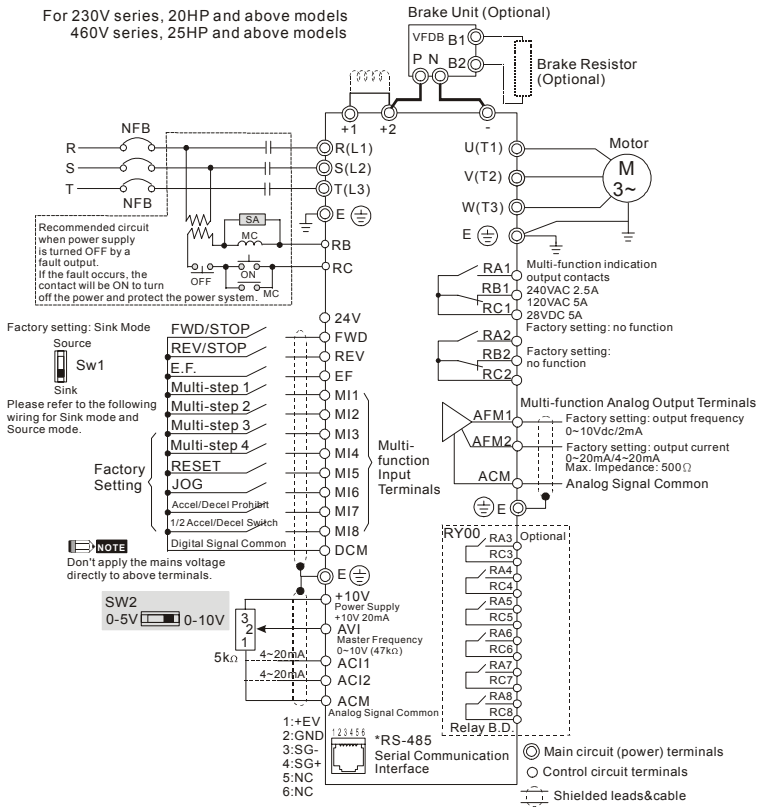 For 230V series, 20HP and above models
460V series, 25HP and above models
Brake Unit (Optional)
VFDB
B1
B2
P N
Brake Resistor
(Optional)
+1
+2
-
NFB
R
S
T
NFB
R(L1)
S(L2)
T(L3)
E
SA
MC
RB
RC
OFF
ON
MC
Recommended circuit
when power supply
is turned OFF by a
fault output.
If the fault occurs, the
contact will be ON to turn
off the power and protect the power system.
U(T1)
V(T2)
W(T3)
E
Motor
M
3~
RA1
RB1
RC1
Multi-function indication
output contacts
240VAC 2.5A
120VAC 5A
28VDC 5A
Factory setting: no function
RA2
RB2
RC2
Factory setting:
no function
Factory setting: Sink Mode
Source
Sw1
Sink
Please refer to the following
wiring for Sink mode and
Source mode.
24V
FWD/STOP
FWD
REV/STOP
REV
E.F.
EF
Multi-step 1
MI1
Multi-step 2
MI2
Multi-step 3
MI3
Multi-step 4
MI4
RESET
MI5
JOG
MI6
Accel/Decel Prohibit
MI7
1/2 Accel/Decel Switch
MI8
Digital Signal Common
DCM
Factory
Setting
Multi-
function
Input
Terminals
NOTE
Don't apply the mains voltage
directly to above terminals.
Multi-function Analog Output Terminals
AFM1
Factory setting: output frequency
0~10Vdc/2mA
AFM2
Factory setting: output current
0~20mA/4~20mA
Max. Impedance: 500Ω
ACM
Analog Signal Common
E
E
SW2
0-5V
0-10V
3
2
1
5kΩ
+10V
Power Supply
+10V 20mA
AVI
Master Frequency
0~10V (47kΩ)
4~20mA
ACI1
4~20mA
ACI2
ACM
Analog Signal Common
RY00
Optional
RA3
RC3
RA4
RC4
RA5
RC5
RA6
RC6
RA7
RC7
RA8
RC8
Relay B.D.
1:+EV
2:GND
3:SG-
4:SG+
5:NC
6:NC
1 2 3 4 5 6
*RS-485
Serial Communication
Interface
Main circuit (power) terminals
Control circuit terminals
Shielded leads&cable